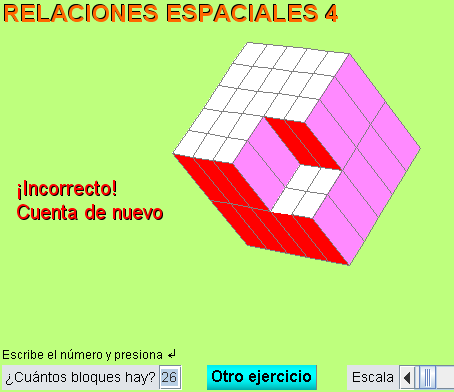 RELACIONES ESPACIALES 4
¡Incorrecto!
Cuenta de nuevo
Escribe el número y presiona ↲
¿Cuántos bloques hay? 26
Otro ejercicio
Escala